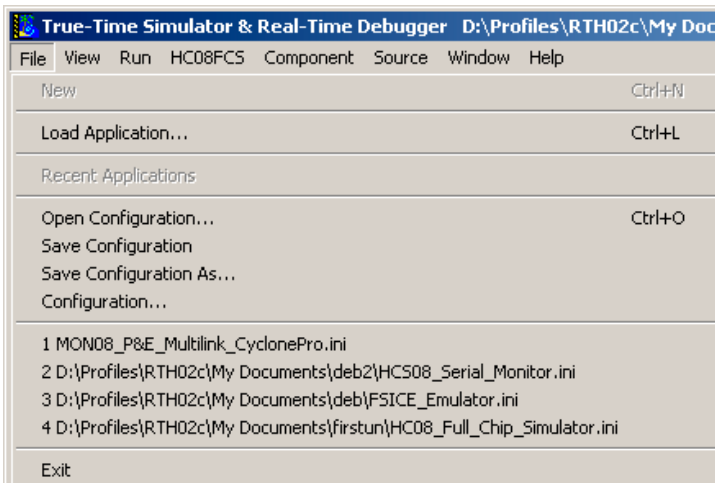 True-Time Simulator & Real-Time Debugger D:\Profiles\RTH02c\My Doc
File View Run HC08FCS Component Source Window Help
New Ctrl+N
Load Application... Ctrl+L
Recent Applications
Open Configuration... Ctrl+O
Save Configuration
Save Configuration As...
Configuration...
1 MON08_P&E_Multilink_CyclonePro.ini
2 D:\Profiles\RTH02c\My Documents\deb2\HCS08_Serial_Monitor.ini
3 D:\Profiles\RTH02c\My Documents\deb\FSICE_Emulator.ini
4 D:\Profiles\RTH02c\My Documents\firstun\HC08_Full_Chip_Simulator.ini
Exit